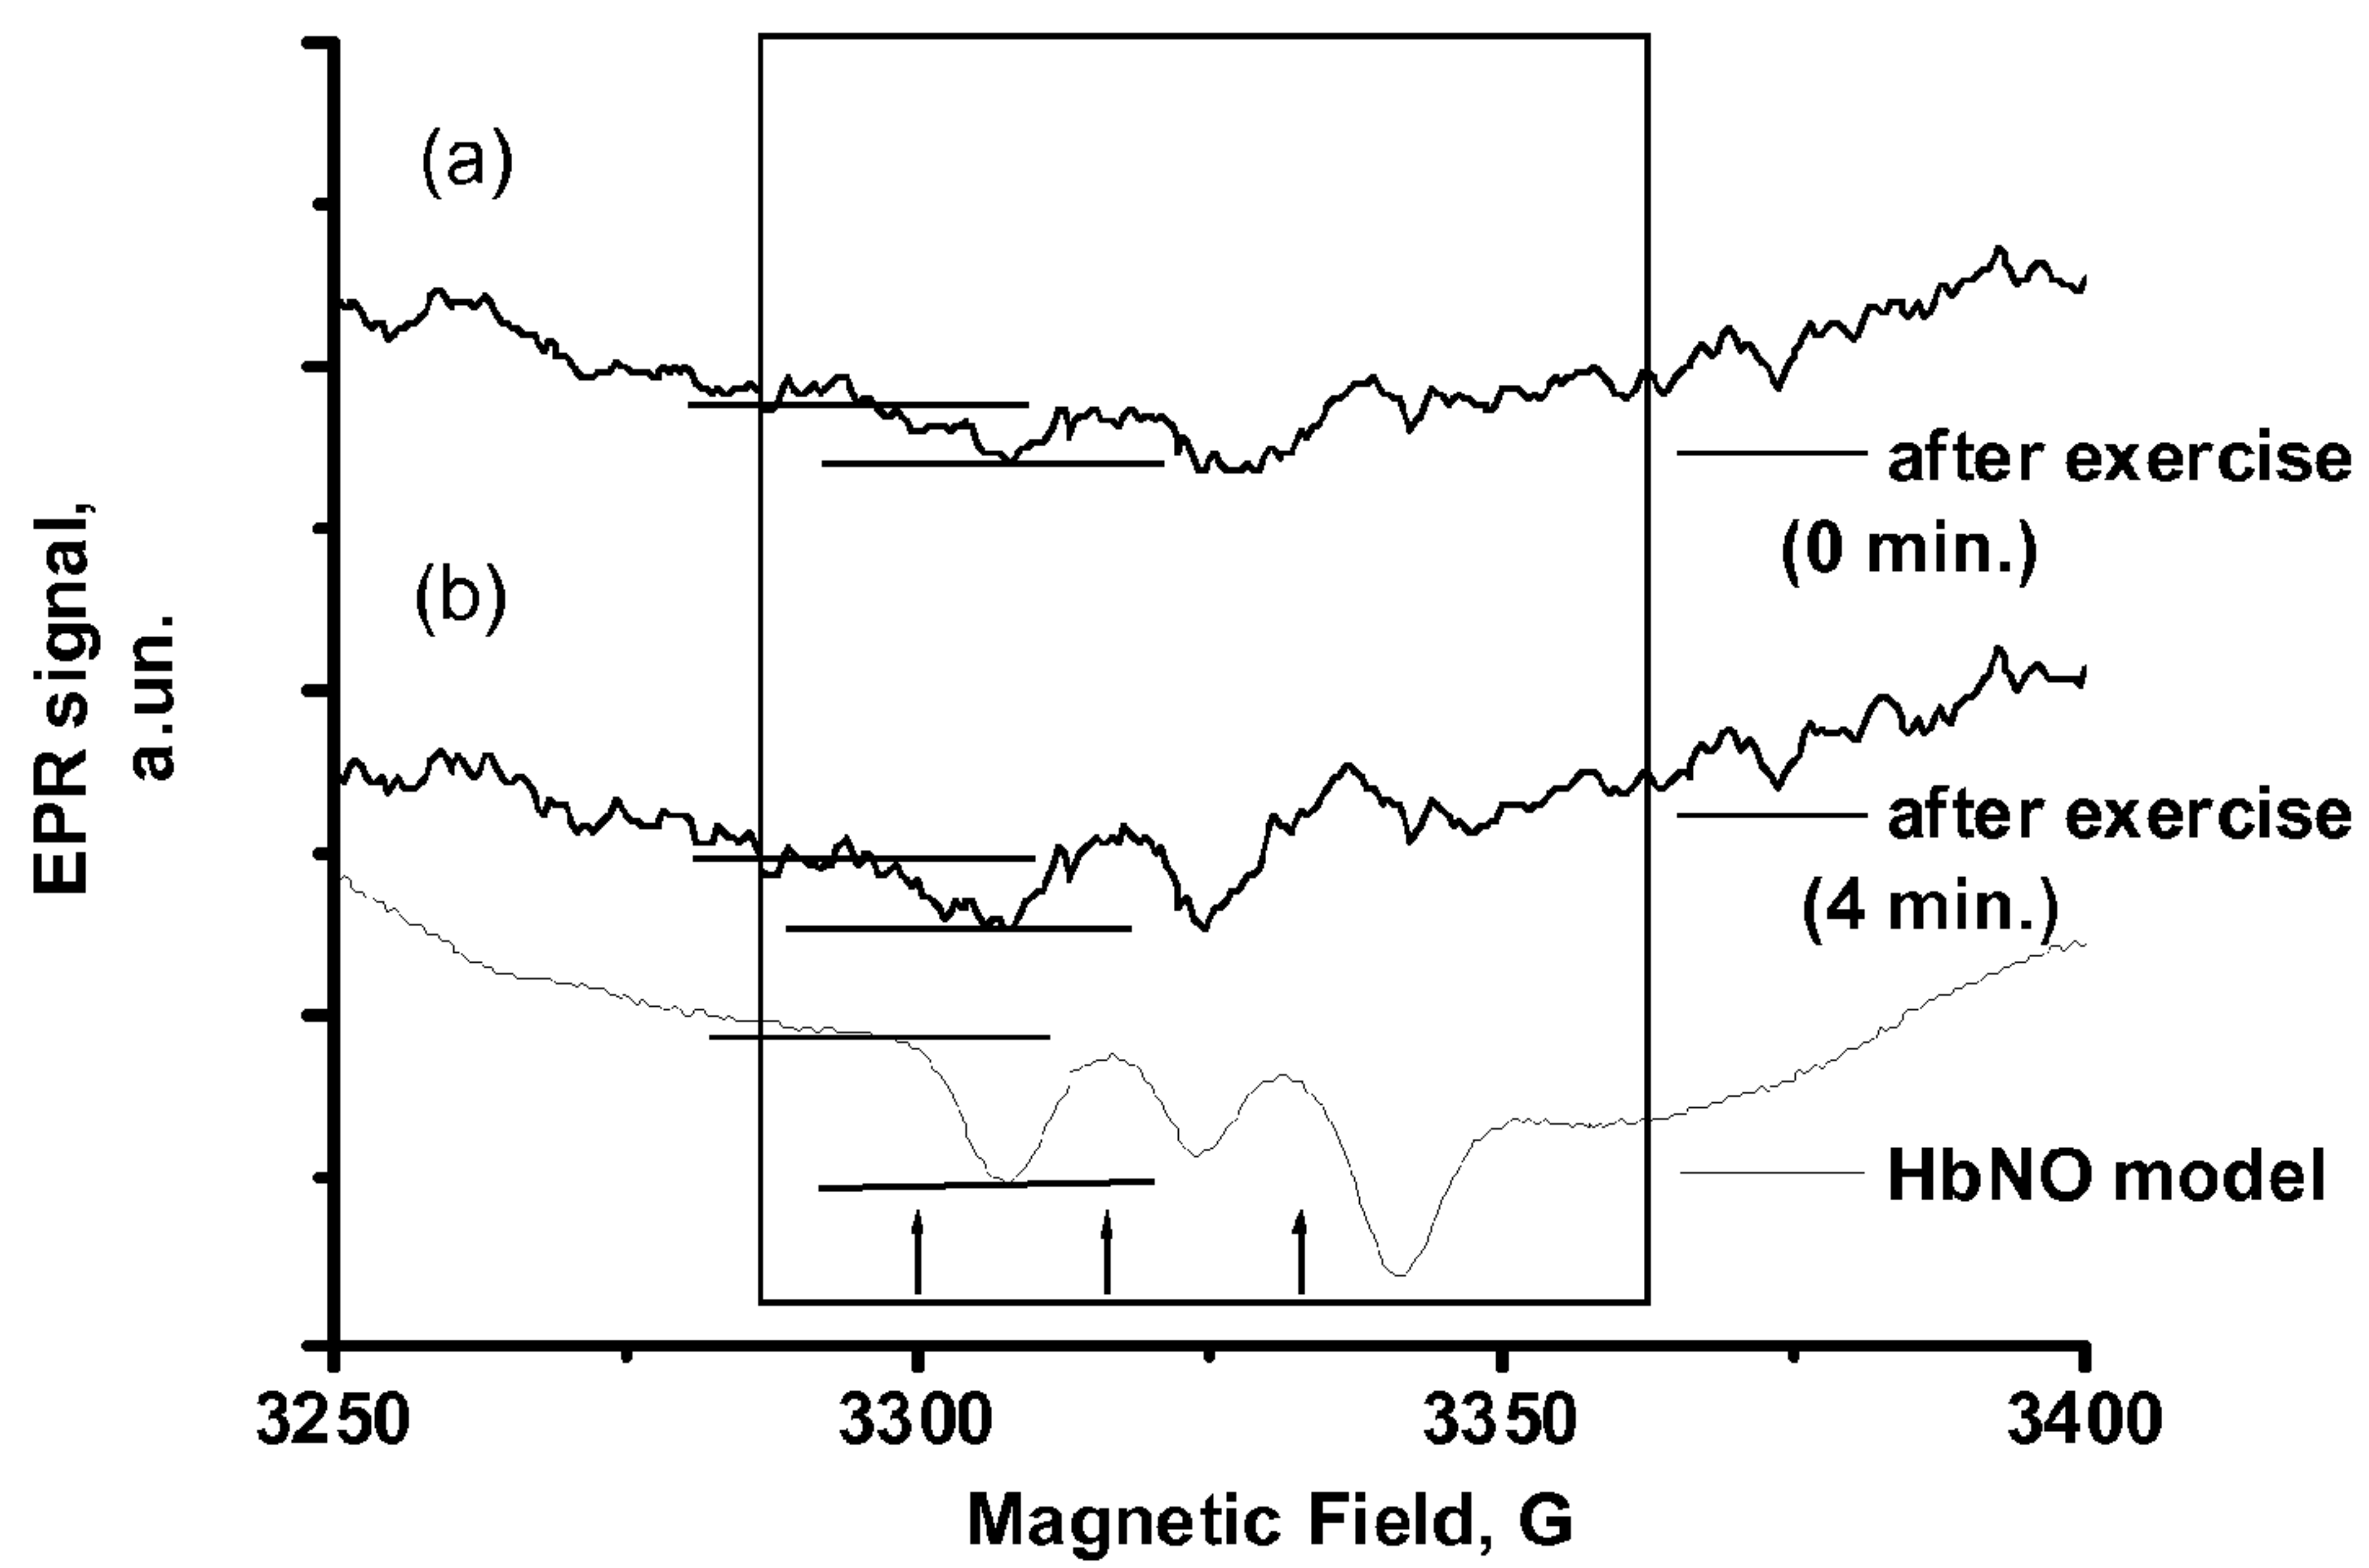 (a)
after exercise
(0 min.)
EPR signal,
a.un.
(b)
after exercise
(4 min.)
HbNO model
3250 3300 3350 3400
Magnetic Field, G